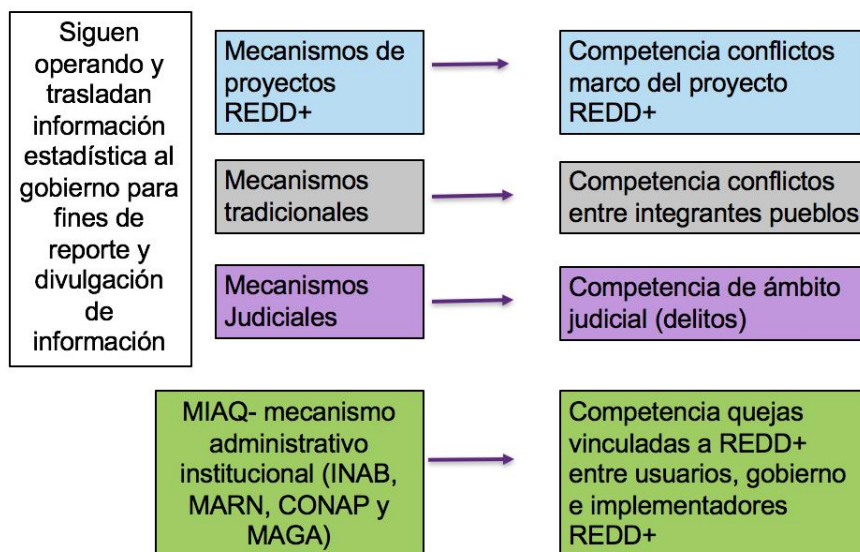 Siguen
operando y
trasladan
información
estadística al
gobierno para
fines de
reporte y
divulgación
de
información
Mecanismos de
proyectos
REDD+
Competencia conflictos
marco del proyecto
REDD+
Mecanismos
tradicionales
Competencia conflictos
entre integrantes pueblos
Mecanismos
Judiciales
Competencia de ámbito
judicial (delitos)
MIAQ- mecanismo
administrativo
institucional (INAB,
MARN, CONAP y
MAGA)
Competencia quejas
vinculadas a REDD+
entre usuarios, gobierno
e implementadores
REDD+